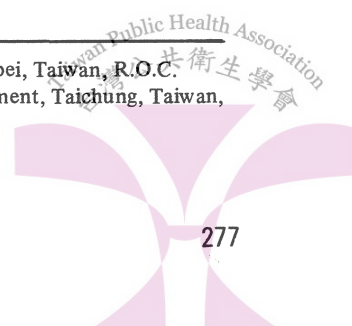 Taiwan Public Health Association
台灣公共衛生學會
pei, Taiwan, R.O.C.
ment, Taichung, Taiwan,
277